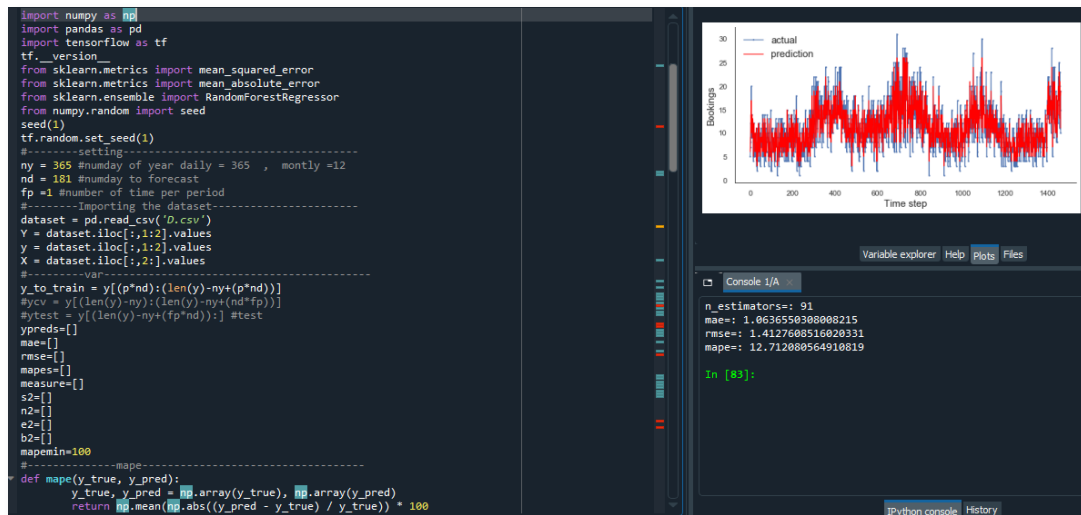 import numpy as np
import pandas as pd
import tensorflow as tf
tf.__version__
from sklearn.metrics import mean_squared_error
from sklearn.metrics import mean_absolute_error
from sklearn.ensemble import RandomForestRegressor
from numpy.random import seed
seed(1)
tf.random.set_seed(1)
#--------setting-----------------------------------
ny = 365 #numday of year daily = 365  ,  montly =12
nd = 181 #numday to forecast
fp =1 #number of time per period
#--------Importing the dataset----------------------
dataset = pd.read_csv('D.csv')
Y = dataset.iloc[:,1:2].values
y = dataset.iloc[:,1:2].values
X = dataset.iloc[:,2:].values
#---------var---------------------------------------
y_to_train = y[(p*nd):(len(y)-ny+(p*nd))]
#ycv = y[(len(y)-ny):(len(y)-ny+(nd*fp))]
#ytest = y[(len(y)-ny+(fp*nd)):] #test
ypreds=[]
mae=[]
rmse=[]
mapes=[]
measure=[]
s2=[]
n2=[]
e2=[]
b2=[]
mapemin=100
#-------------mape----------------------------------
def mape(y_true, y_pred):
        y_true, y_pred = np.array(y_true), np.array(y_pred)
        return np.mean(np.abs((y_pred - y_true) / y_true)) * 100
actual
prediction
Bookings
30
25
20
15
10
5
0
0 200 400 600 800 1000 1200 1400
Time step
Variable explorer Help Plots Files
Console 1/A
n_estimators=: 91
mae=: 1.0636550308008215
rmse=: 1.4127608516020331
mape=: 12.712080564910819
In [83]:
IPython console History